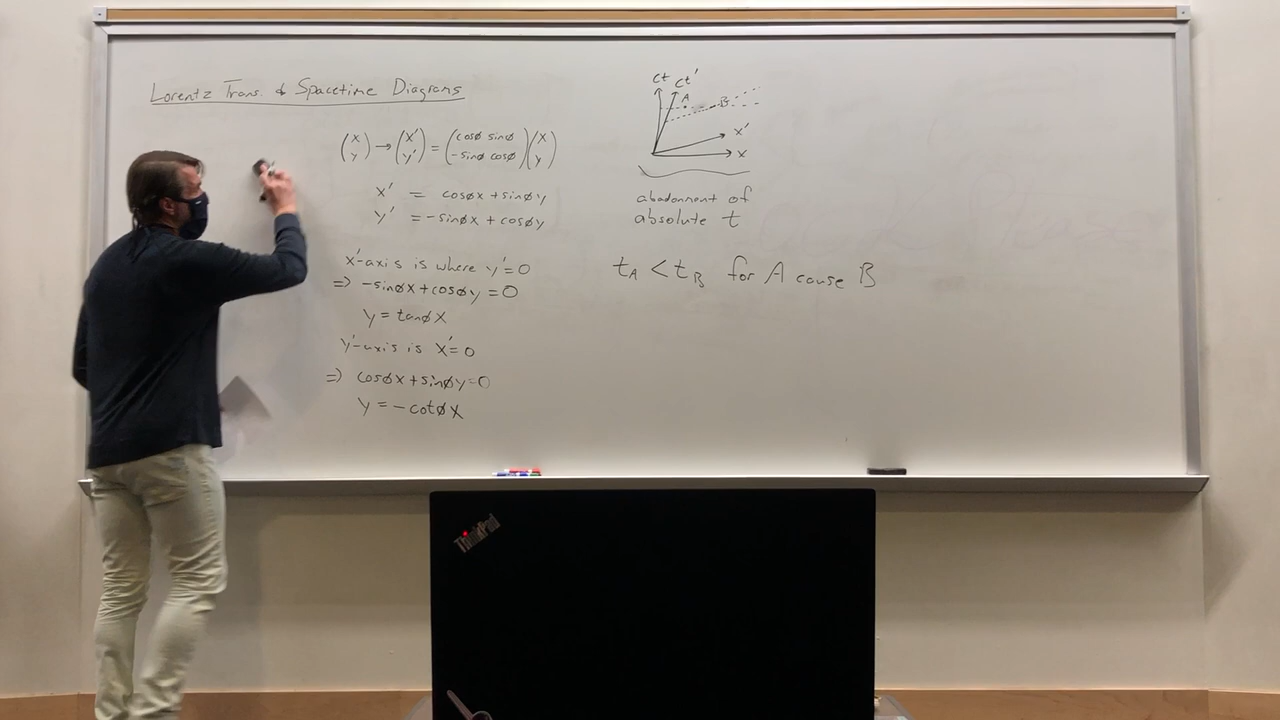 Lorentz Trans. & Spacetime Diagrams
(x y) → (x' y') = (cosø sinø -sinø cosø)(x y)
x' = cosøx + sinøy
y' = -sinøx + cosøy
x'-axis is where y'=0
=> -sinøx + cosøy = 0
y = tanøx
y'-axis is x'=0
=> cosøx + sinøy = 0
y = -cotøx
ct ct'
A B
x'
x
abadonment of
absolute t
t_A < t_B for A cause B
ThinkPad